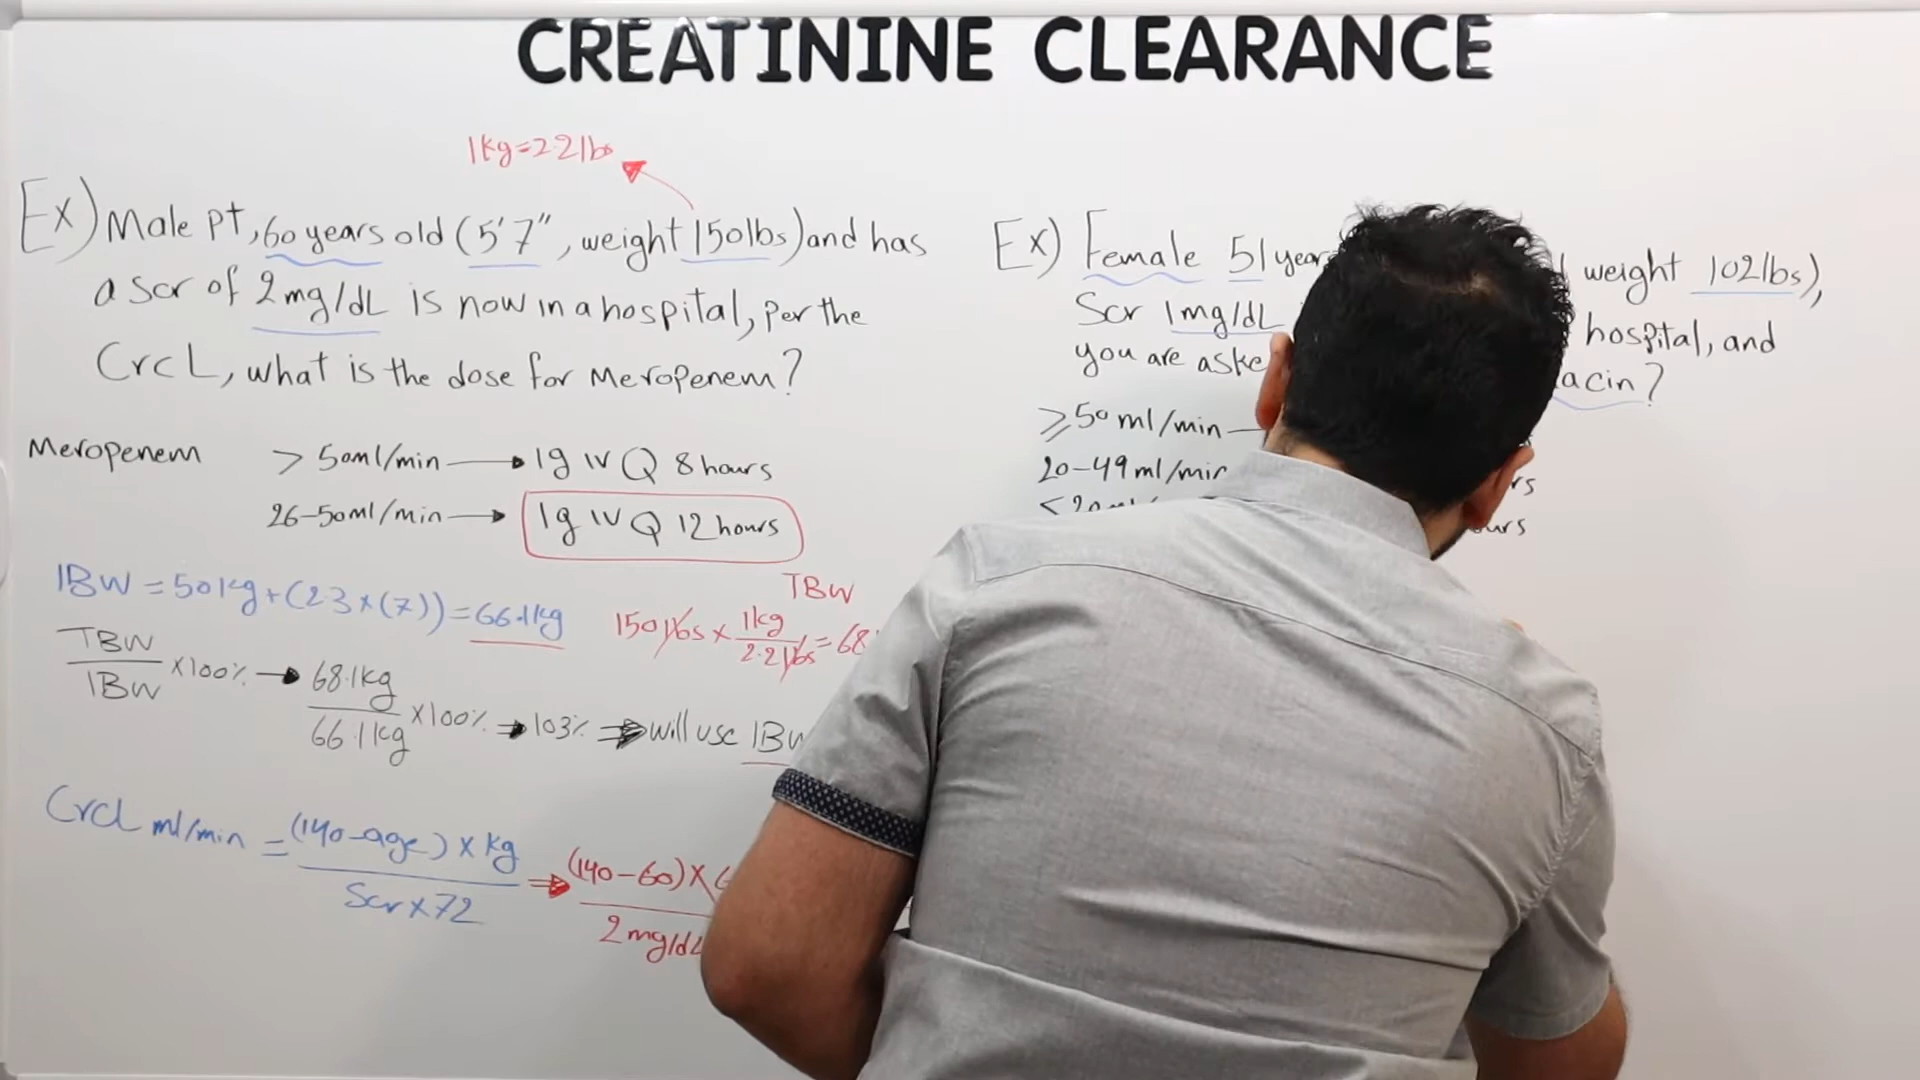 CREATININE CLEARANCE
1kg=2.2lbs
Ex) Male pt, 60 years old (5'7", weight 150lbs) and has
a scr of 2mg/dL is now in a hospital, per the
CrcL, what is the dose for Meropenem?
Meropenem > 50ml/min → 1g IV Q 8 hours
26-50ml/min → 1g IV Q 12 hours
IBW = 50kg + (2.3 x (7)) = 66.1kg
TBW
150 lbs x 1kg / 2.2 lbs = 68
TBW / IBW x100% → 68.1kg / 66.1kg x100% → 103% ⇒ will use IBW
Crcl ml/min = (140-age) x kg / Scr x 72 ⇒ (140-60) x / 2mg/dL
Ex) Female 51 weight 102lbs),
Scr 1mg/dL hospital, and
you are acin?
≥50 ml/min
20-49 ml/min